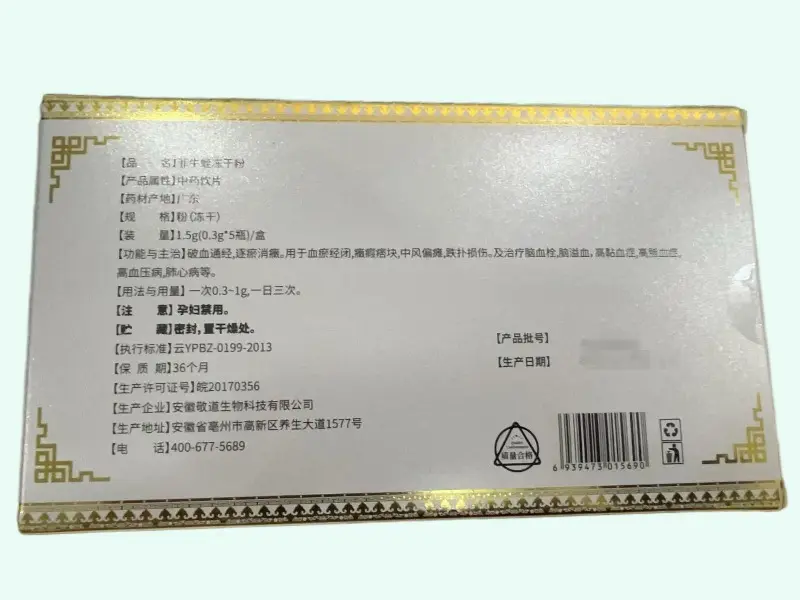 【品 名】非牛蛭冻干粉
【产品属性】中药饮片
【药材产地】广东
【规 格】粉(冻干)
【装 量】1.5g(0.3g*5瓶)/盒
【功能与主治】破血通经,逐瘀消癥。用于血瘀经闭,癥瘕痞块,中风偏瘫,跌扑损伤。及治疗脑血栓,脑溢血,高黏血症,高脂血症,
高血压病,肺心病等。
【用法与用量】一次0.3~1g,一日三次。
【注 意】孕妇禁用。
【贮 藏】密封,置干燥处。
【执行标准】云YPBZ-0199-2013
【保 质 期】36个月
【生产许可证号】皖20170356
【生产企业】安徽敬道生物科技有限公司
【生产地址】安徽省亳州市高新区养生大道1577号
【电 话】400-677-5689
【产品批号】
【生产日期】
质量合格
6 939473 015690